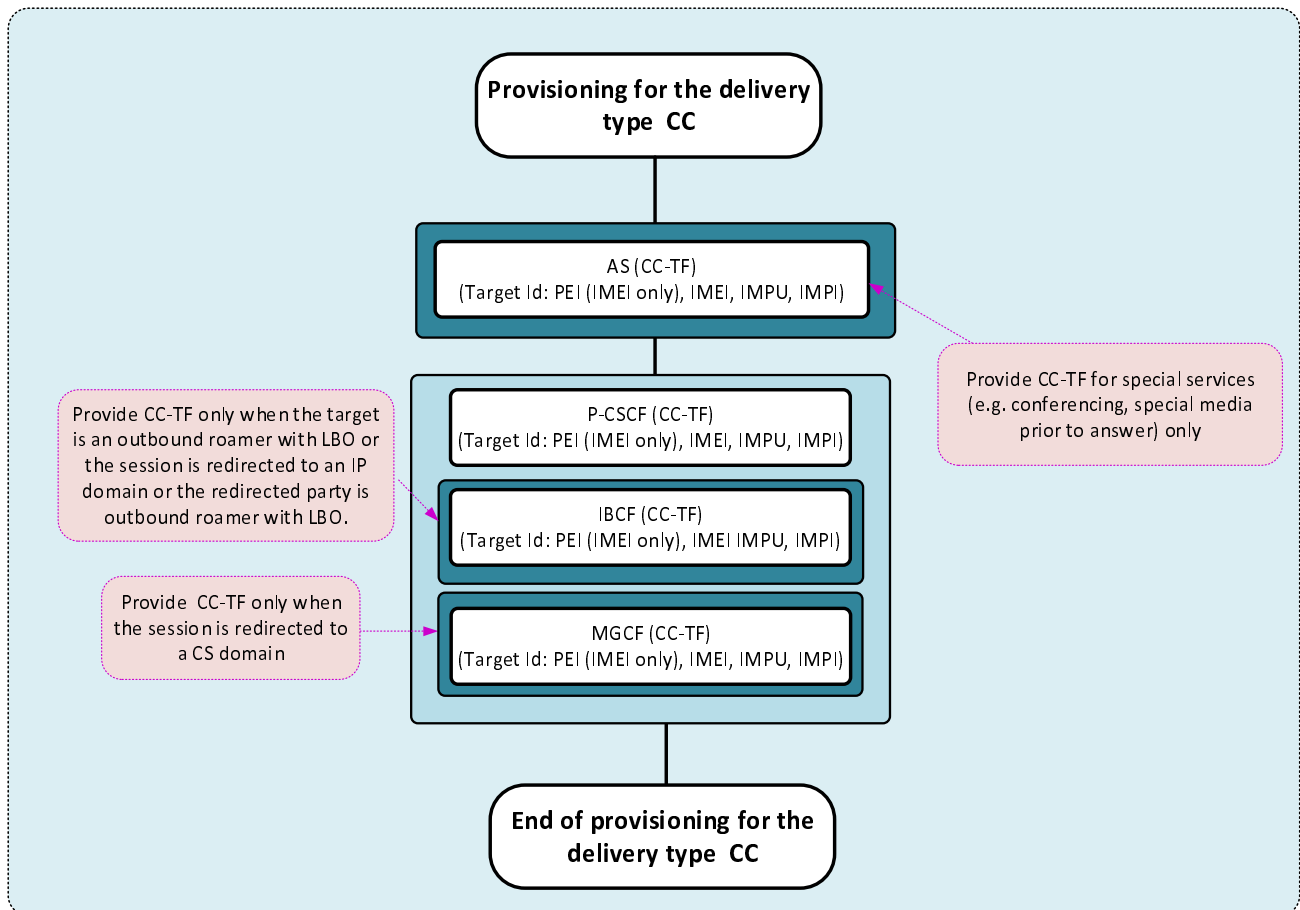 Provisioning for the delivery
type CC
AS (CC-TF)
(Target Id: PEI (IMEI only), IMEI, IMPU, IMPI)
Provide CC-TF for special services
(e.g. conferencing, special media
prior to answer) only
P-CSCF (CC-TF)
(Target Id: PEI (IMEI only), IMEI, IMPU, IMPI)
Provide CC-TF only when the target
is an outbound roamer with LBO or
the session is redirected to an IP
domain or the redirected party is
outbound roamer with LBO.
IBCF (CC-TF)
(Target Id: PEI (IMEI only), IMEI IMPU, IMPI)
Provide CC-TF only when
the session is redirected to
a CS domain
MGCF (CC-TF)
(Target Id: PEI (IMEI only), IMEI, IMPU, IMPI)
End of provisioning for the
delivery type CC